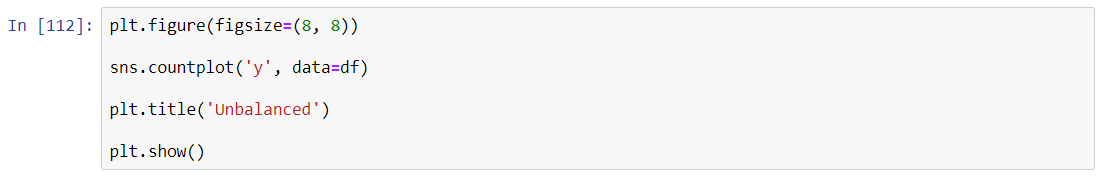 In [112]: plt.figure(figsize=(8, 8))
sns.countplot('y', data=df)
plt.title('Unbalanced')
plt.show()